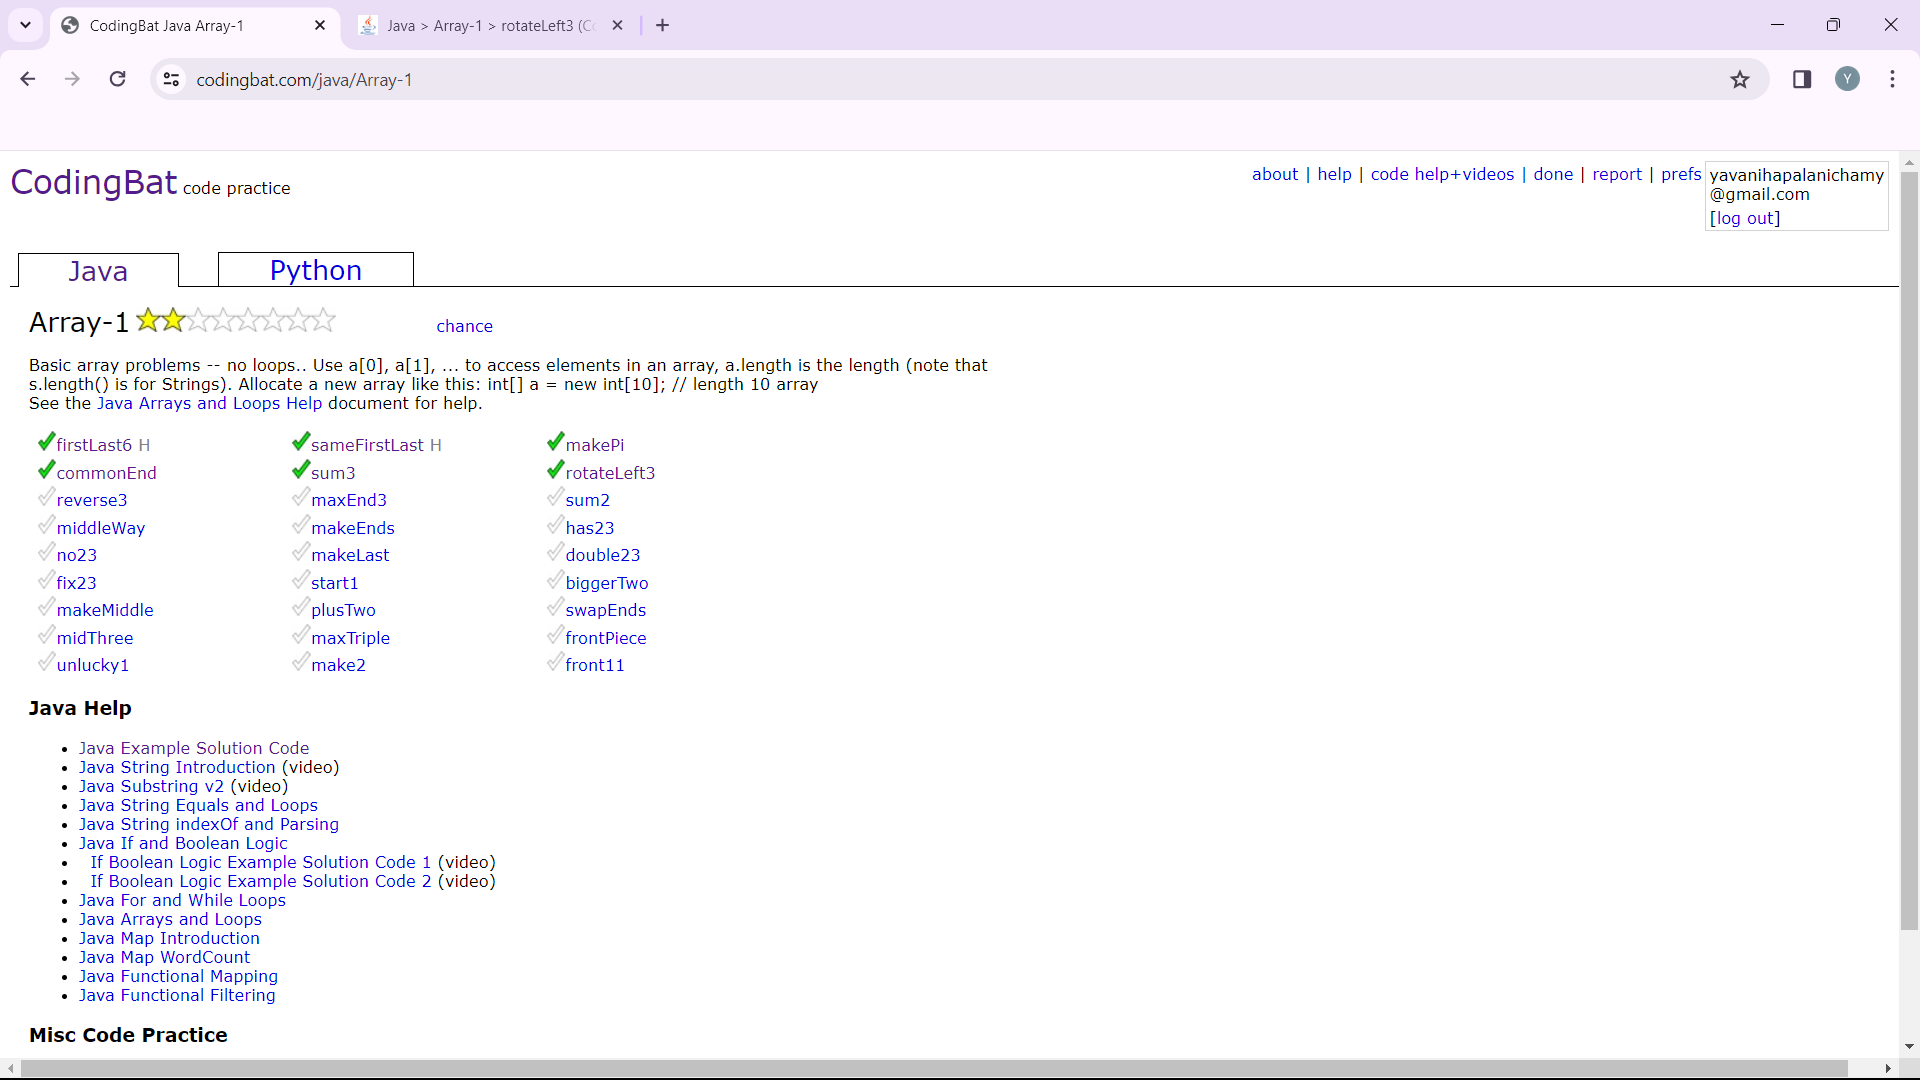 CodingBat Java Array-1
Java > Array-1 > rotateLeft3 (Co
codingbat.com/java/Array-1
Y
CodingBat code practice
about | help | code help+videos | done | report | prefs
yavanihapalanichamy
@gmail.com
[log out]
Java
Python
Array-1
chance
Basic array problems -- no loops.. Use a[0], a[1], ... to access elements in an array, a.length is the length (note that
s.length() is for Strings). Allocate a new array like this: int[] a = new int[10]; // length 10 array
See the Java Arrays and Loops Help document for help.
firstLast6 H sameFirstLast H makePi
commonEnd sum3 rotateLeft3
reverse3 maxEnd3 sum2
middleWay makeEnds has23
no23 makeLast double23
fix23 start1 biggerTwo
makeMiddle plusTwo swapEnds
midThree maxTriple frontPiece
unlucky1 make2 front11
Java Help
Java Example Solution Code
Java String Introduction (video)
Java Substring v2 (video)
Java String Equals and Loops
Java String indexOf and Parsing
Java If and Boolean Logic
If Boolean Logic Example Solution Code 1 (video)
If Boolean Logic Example Solution Code 2 (video)
Java For and While Loops
Java Arrays and Loops
Java Map Introduction
Java Map WordCount
Java Functional Mapping
Java Functional Filtering
Misc Code Practice